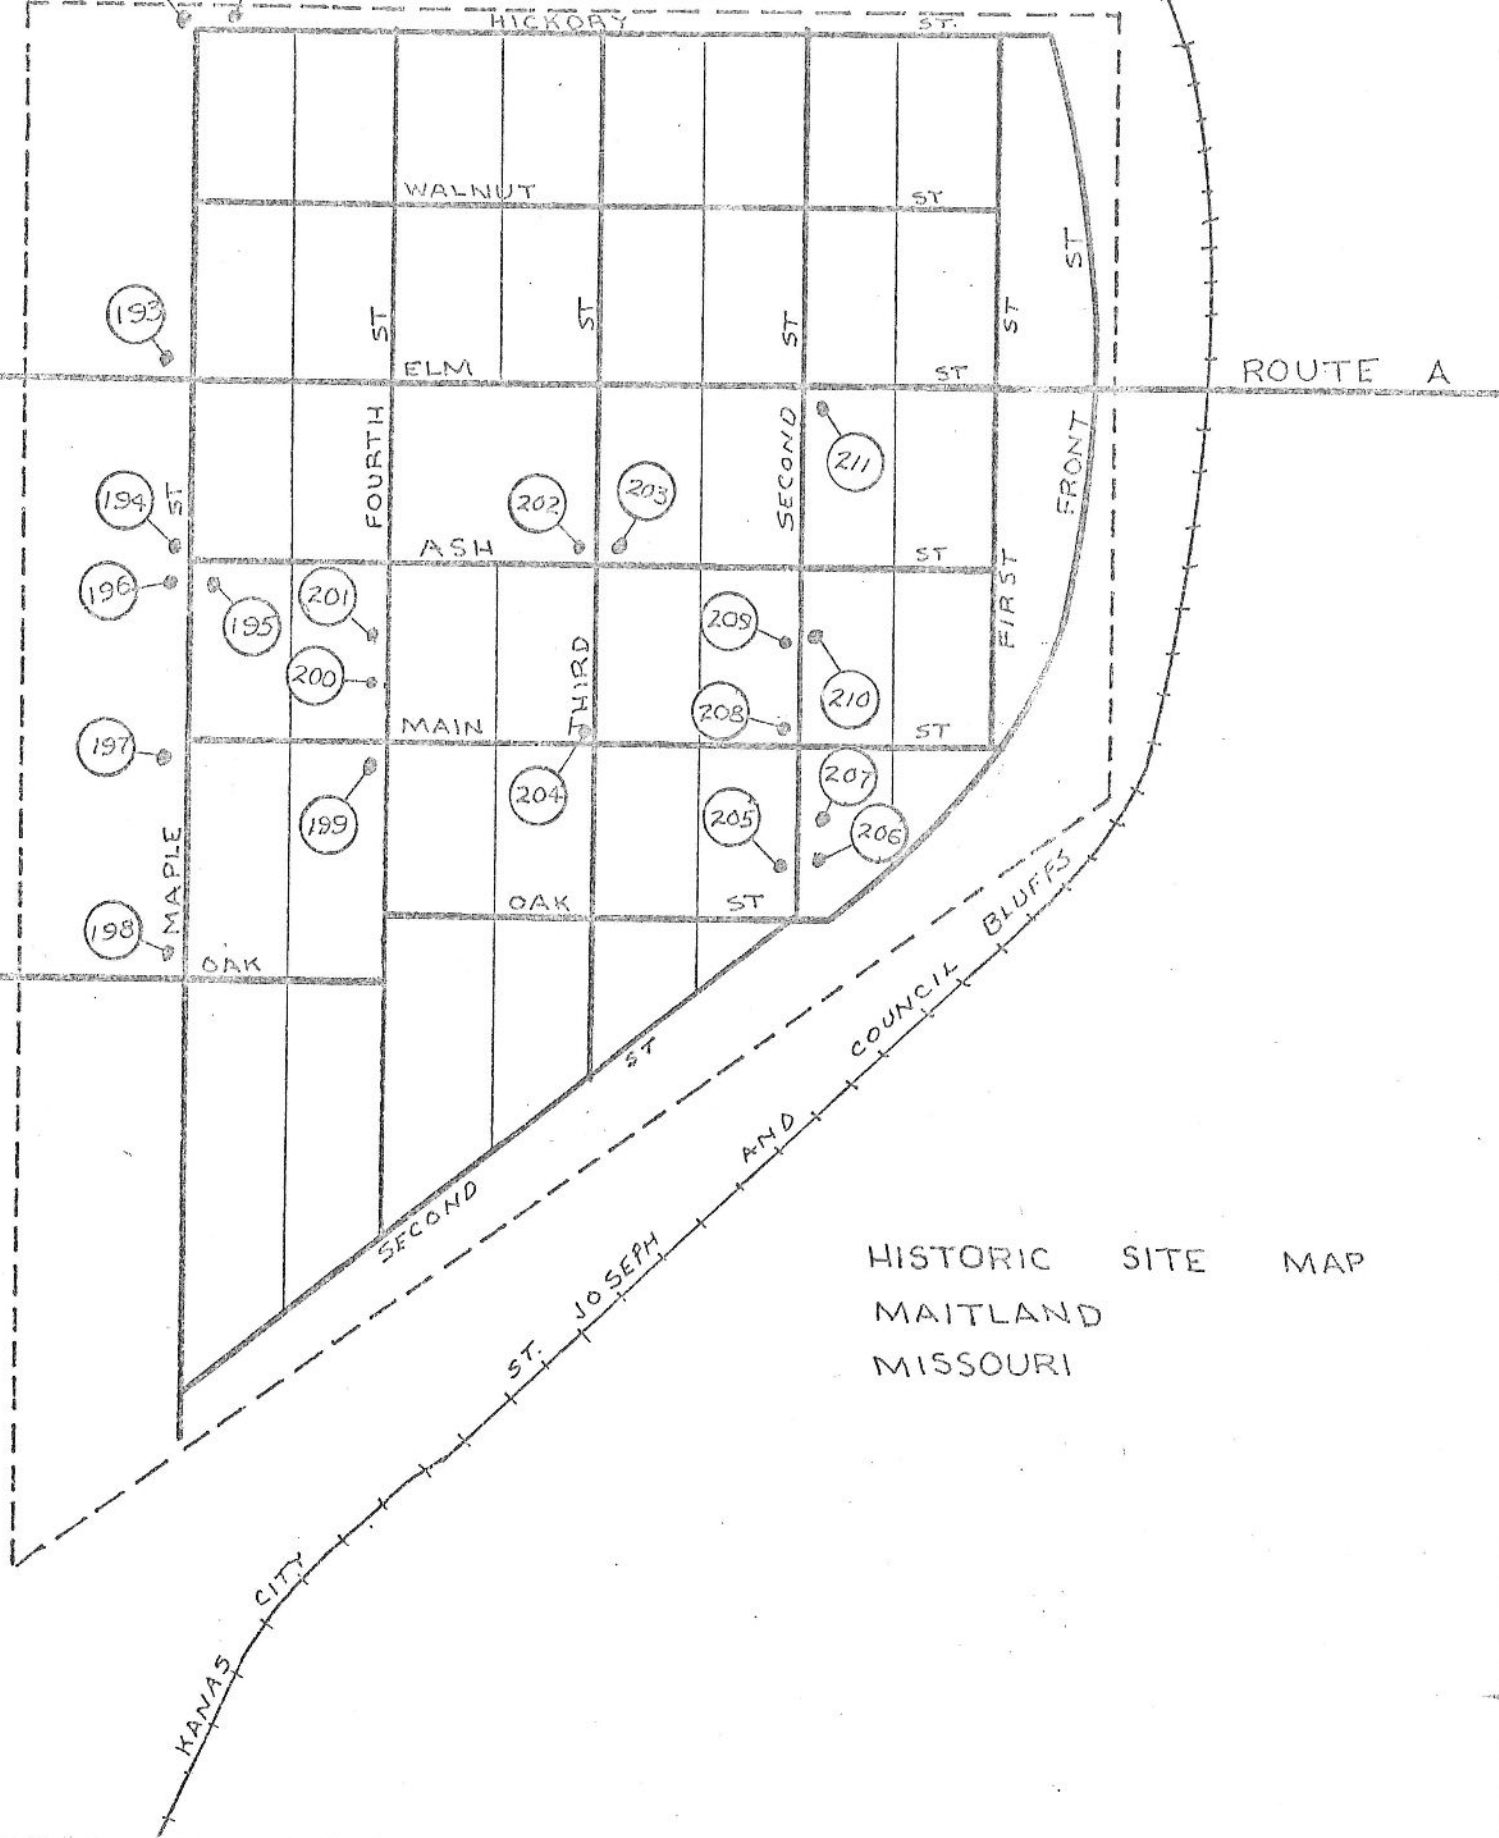 HICKORY ST.
WALNUT ST
193
ST
ST
ST
ST
ST
ELM ST
ROUTE A
FOURTH
SECOND
FRONT
211
194
ST
202
203
ASH ST
196
195
201
209
FIRST
200
THIRD
208
210
MAIN ST
197
204
207
199
205
206
MAPLE
OAK ST
198
OAK
SECOND ST
KANAS CITY ST. JOSEPH AND COUNCIL BLUFFS
HISTORIC SITE MAP
MAITLAND
MISSOURI